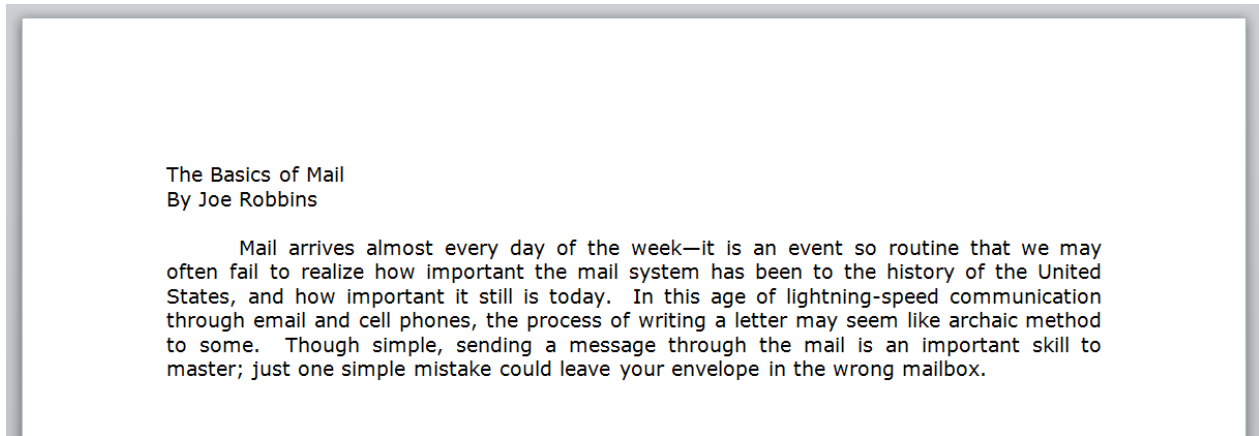 The Basics of Mail
By Joe Robbins
Mail arrives almost every day of the week—it is an event so routine that we may
often fail to realize how important the mail system has been to the history of the United
States, and how important it still is today.  In this age of lightning-speed communication
through email and cell phones, the process of writing a letter may seem like archaic method
to some.  Though simple, sending a message through the mail is an important skill to
master; just one simple mistake could leave your envelope in the wrong mailbox.